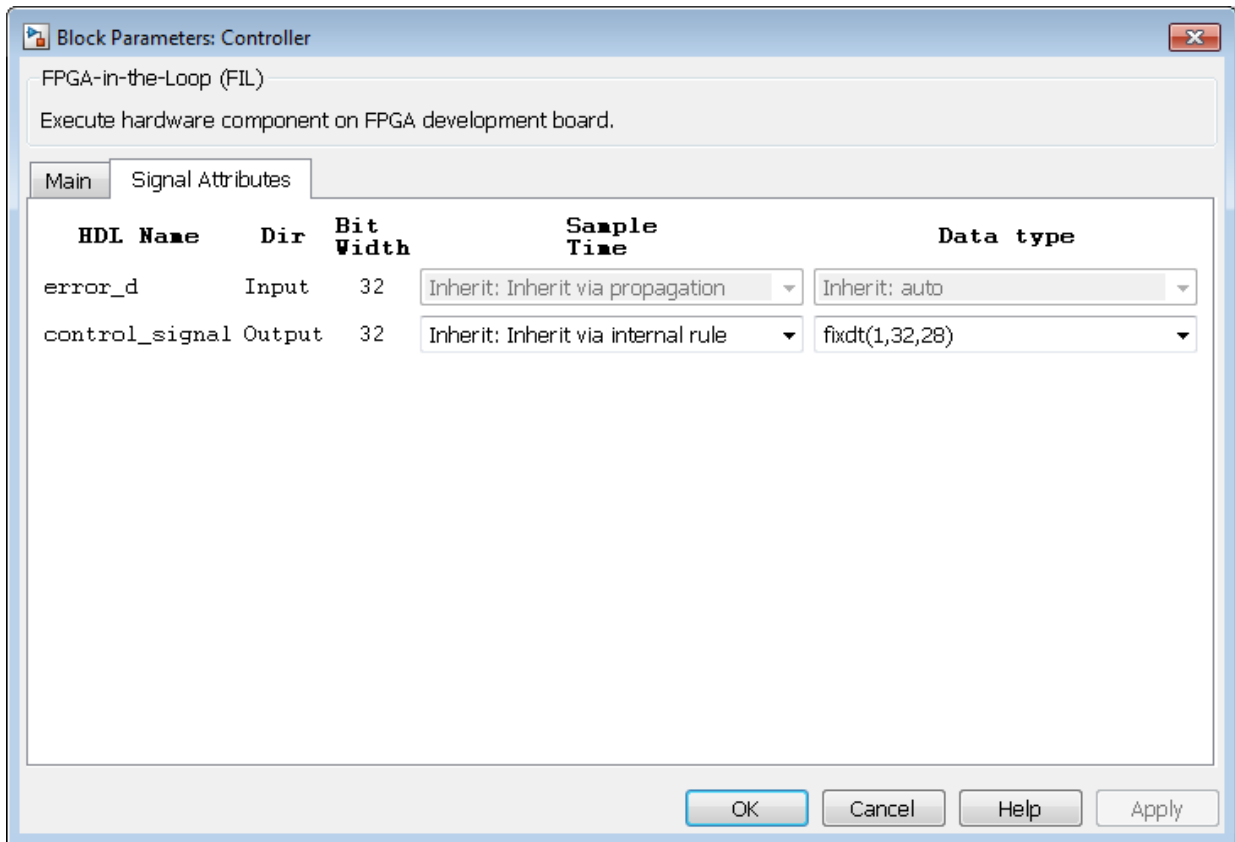 Block Parameters: Controller
FPGA-in-the-Loop (FIL)
Execute hardware component on FPGA development board.
Main Signal Attributes
HDL Name Dir Bit Width Sample Time Data type
error_d Input 32 Inherit: Inherit via propagation Inherit: auto
control_signal Output 32 Inherit: Inherit via internal rule fixdt(1,32,28)
OK Cancel Help Apply